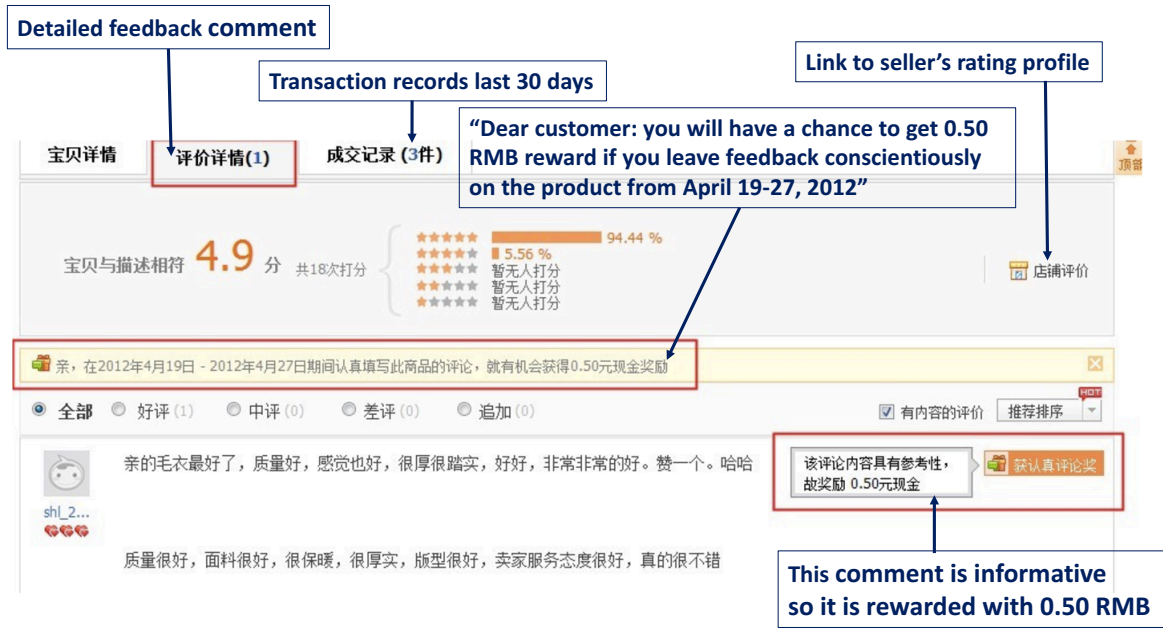 Detailed feedback comment
Transaction records last 30 days
Link to seller's rating profile
"Dear customer: you will have a chance to get 0.50
RMB reward if you leave feedback conscientiously
on the product from April 19-27, 2012"
宝贝详情
评价详情(1)
成交记录 (3件)
宝贝与描述相符 4.9 分 共18次打分
94.44 %
5.56 %
暂无人打分
暂无人打分
暂无人打分
店铺评价
亲，在2012年4月19日 - 2012年4月27日期间认真填写此商品的评论，就有机会获得0.50元现金奖励
全部 好评 (1) 中评 (0) 差评 (0) 追加 (0)
有内容的评价 推荐排序
HOT
亲的毛衣最好了，质量好，感觉也好，很厚很踏实，好好，非常非常的好。赞一个。哈哈
该评论内容具有参考性，
故奖励 0.50元现金
获认真评论奖
shl_2...
质量很好，面料很好，很保暖，很厚实，版型很好，卖家服务态度很好，真的很不错
This comment is informative
so it is rewarded with 0.50 RMB